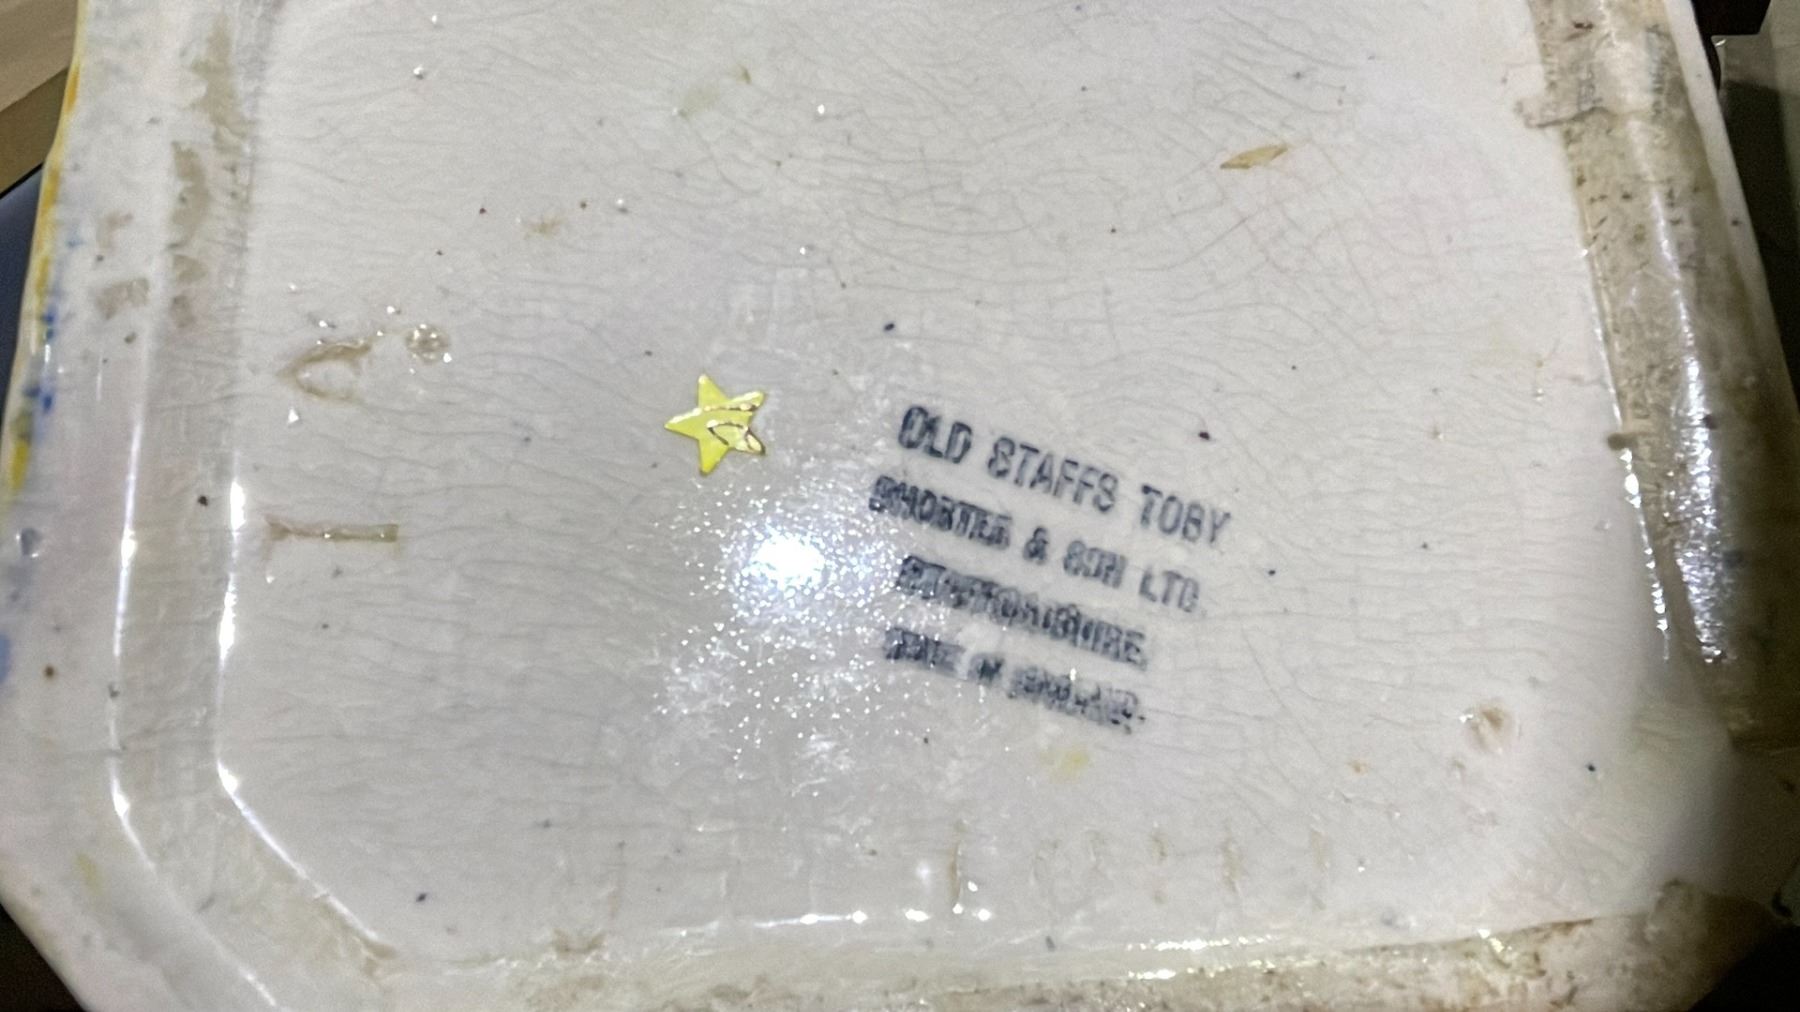 OLD STAFFS TOBY
SHORTER & SON LTD.
STAFFORDSHIRE.
MADE IN ENGLAND.